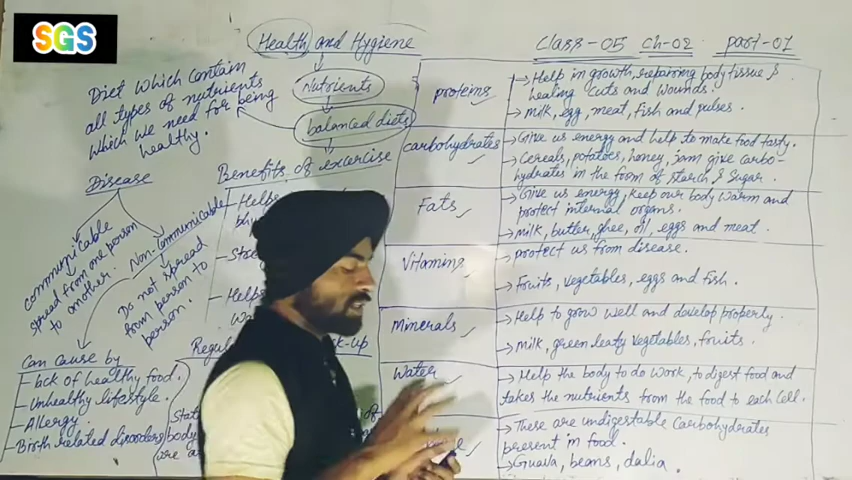 SGS
Health and Hygiene
Class-05 Ch-02 part-01
Nutrients
balanced diets
Diet which contain
all types of nutrients
which we need for being
healthy.
Disease
communicable
spread from one person
to another.
Non-communicable
Do not spread
from person to
person.
Can cause by
- lack of healthy food.
- unhealthy lifestyle.
- Allergy
- Birth related disorders
Benefits of excercise
- Helps
- Helps
up
body
proteins
→ Help in growth, repairing body tissue &
healing cuts and wounds.
→ milk, egg, meat, fish and pulses.
carbohydrates
→ Give us energy and help to make food tasty.
→ Cereals, potatoes, honey, jam give carbo-
hydrates in the form of starch & sugar.
Fats
→ Give us energy, keep our body warm and
protect internal organs.
→ milk, butter, ghee, oil, eggs and meat.
Vitamins
→ protect us from disease.
→ Fruits, vegetables, eggs and fish.
Minerals
→ Help to grow well and develop properly.
→ milk, green leafy vegetables, fruits.
Water
→ Help the body to do work, to digest food and
takes the nutrients from the food to each cell.
→ These are undigestable carbohydrates
present in food.
→ Guava, beans, dalia.